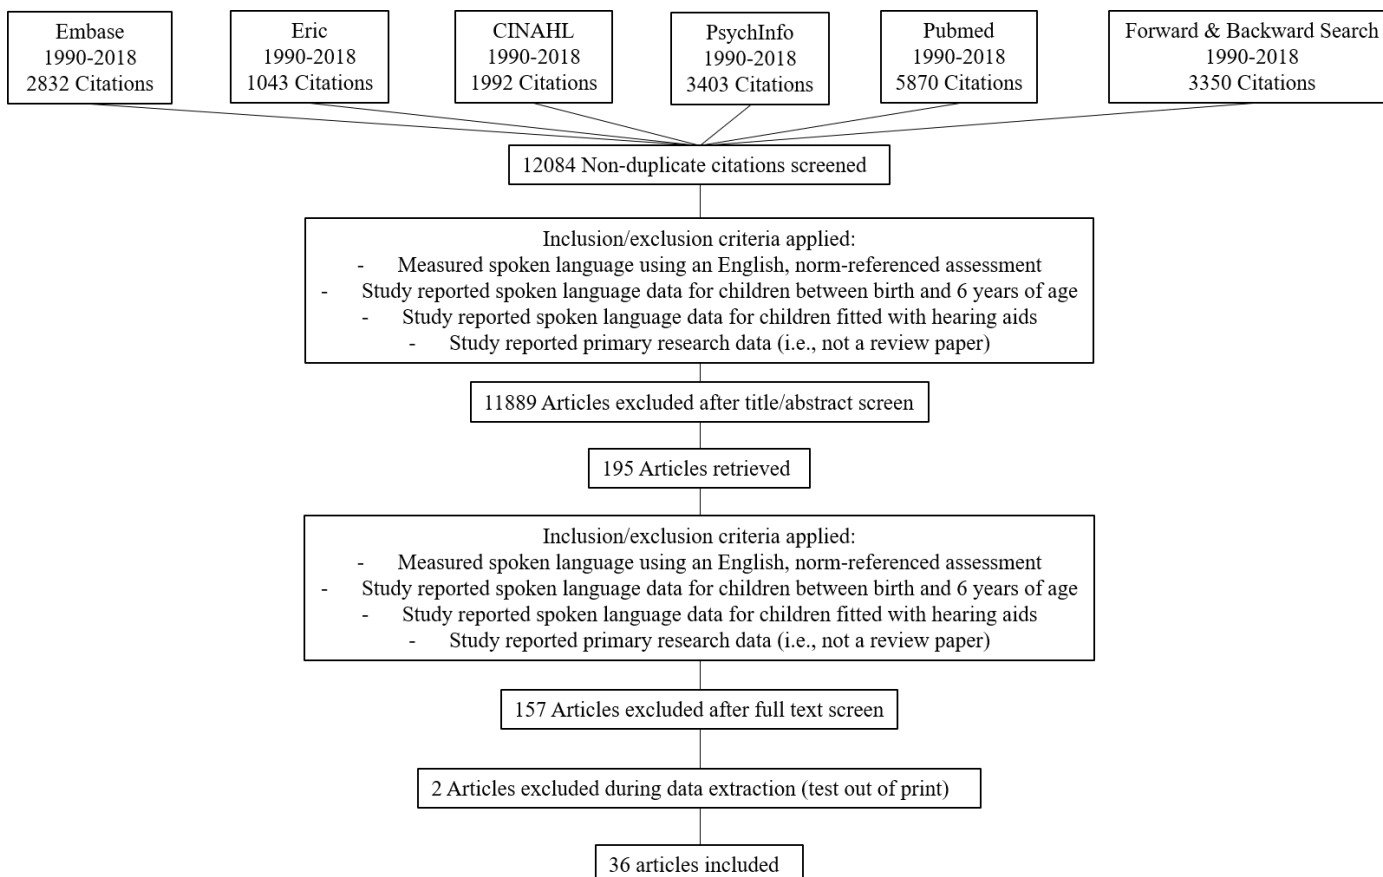 Embase
1990-2018
2832 Citations
Eric
1990-2018
1043 Citations
CINAHL
1990-2018
1992 Citations
PsychInfo
1990-2018
3403 Citations
Pubmed
1990-2018
5870 Citations
Forward & Backward Search
1990-2018
3350 Citations
12084 Non-duplicate citations screened
Inclusion/exclusion criteria applied:
- Measured spoken language using an English, norm-referenced assessment
- Study reported spoken language data for children between birth and 6 years of age
- Study reported spoken language data for children fitted with hearing aids
- Study reported primary research data (i.e., not a review paper)
11889 Articles excluded after title/abstract screen
195 Articles retrieved
Inclusion/exclusion criteria applied:
- Measured spoken language using an English, norm-referenced assessment
- Study reported spoken language data for children between birth and 6 years of age
- Study reported spoken language data for children fitted with hearing aids
- Study reported primary research data (i.e., not a review paper)
157 Articles excluded after full text screen
2 Articles excluded during data extraction (test out of print)
36 articles included